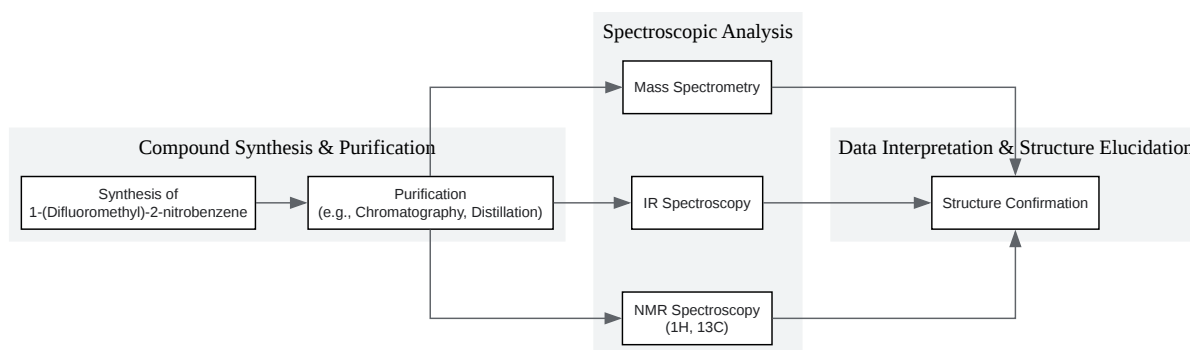 Spectroscopic Analysis
Mass Spectrometry
Compound Synthesis & Purification
Data Interpretation & Structure Elucidation
Synthesis of
1-(Difluoromethyl)-2-nitrobenzene
Purification
(e.g., Chromatography, Distillation)
IR Spectroscopy
Structure Confirmation
NMR Spectroscopy
(1H, 13C)